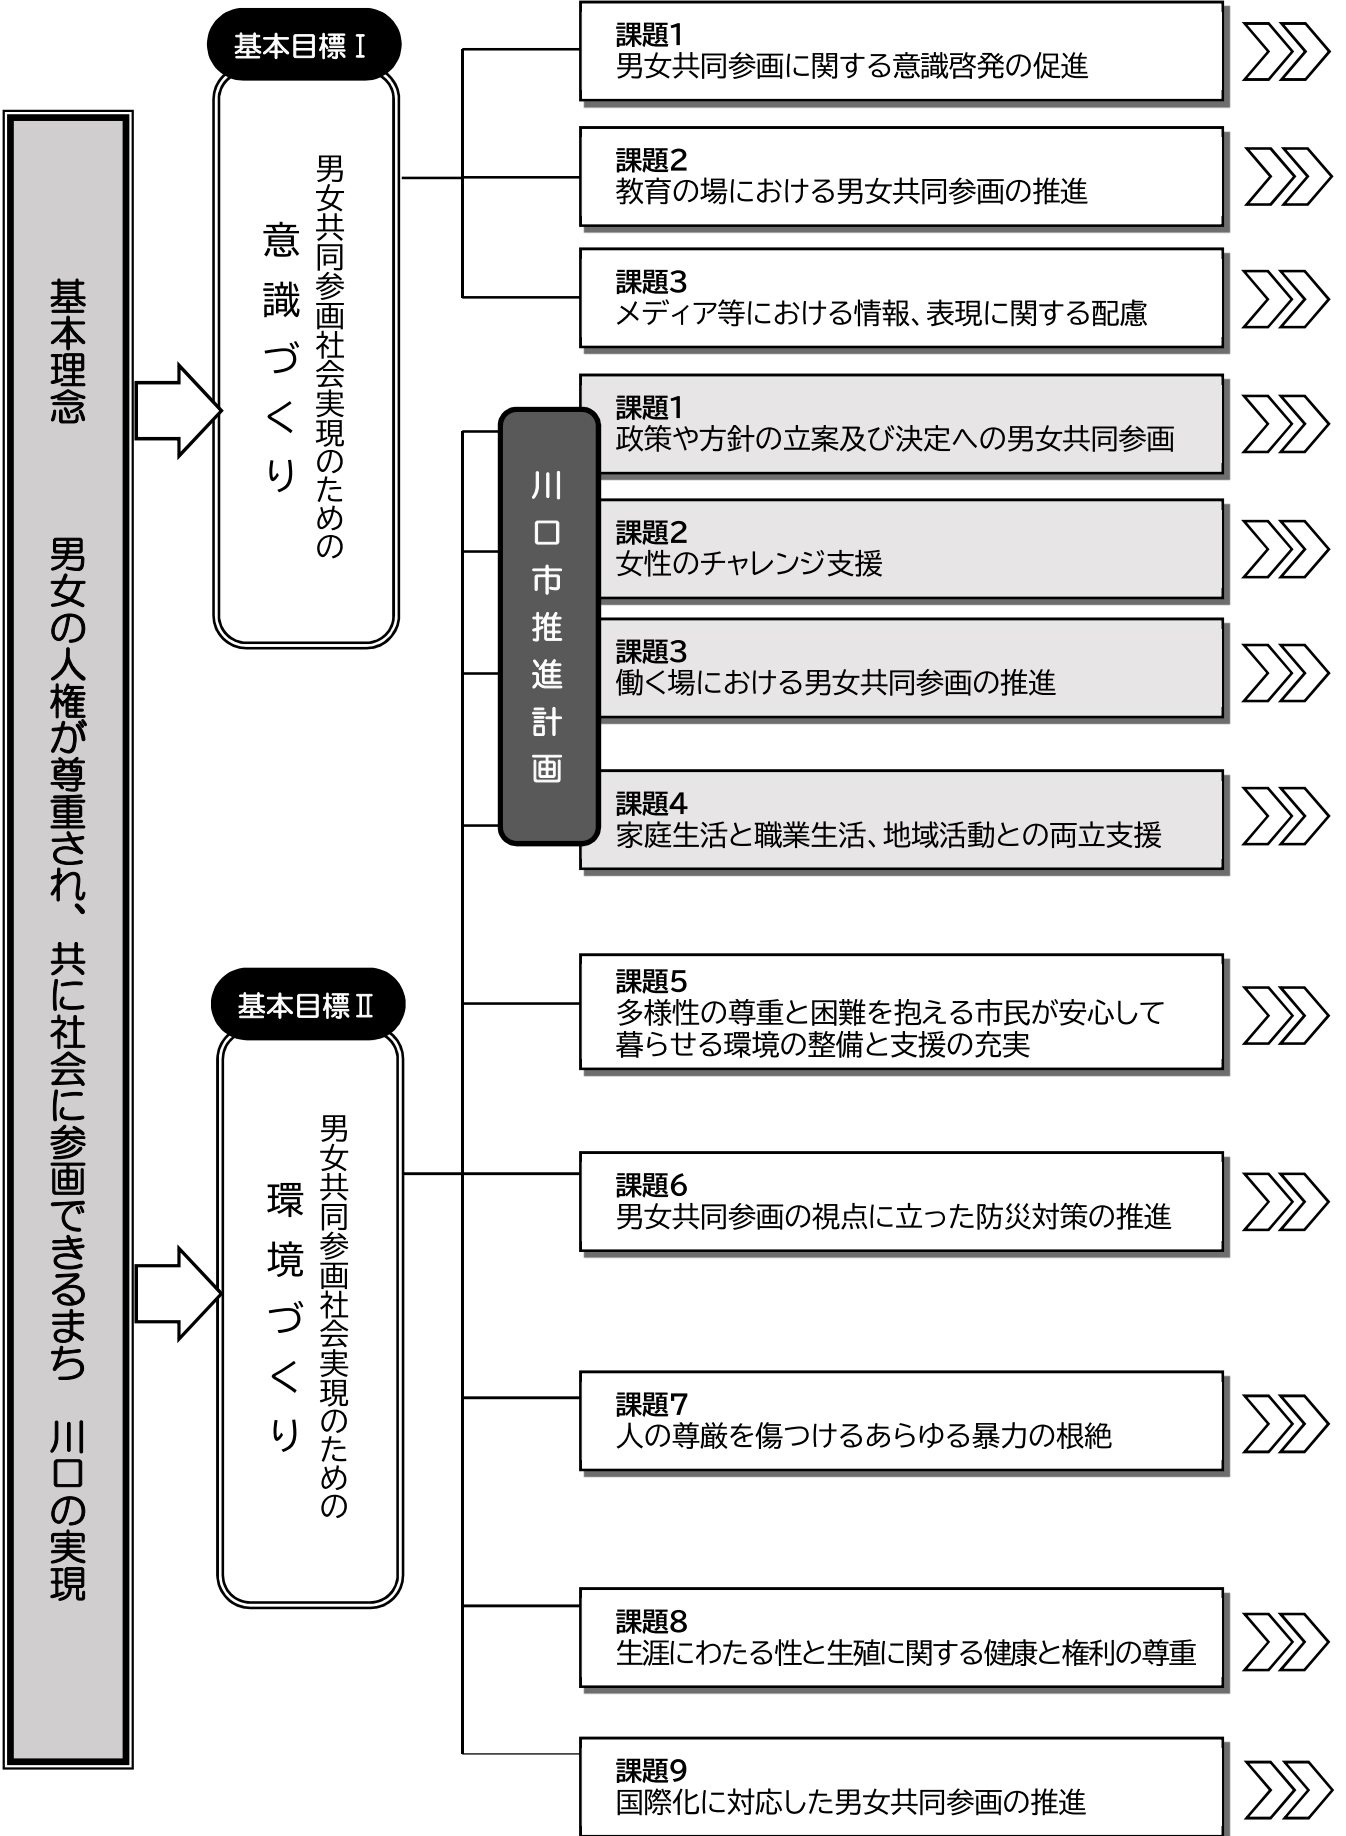 基本理念　男女の人権が尊重され、共に社会に参画できるまち　川口の実現
基本目標Ⅰ
男女共同参画社会実現のための
意識づくり
課題1
男女共同参画に関する意識啓発の促進
課題2
教育の場における男女共同参画の推進
課題3
メディア等における情報、表現に関する配慮
基本目標Ⅱ
男女共同参画社会実現のための
環境づくり
川口市推進計画
課題1
政策や方針の立案及び決定への男女共同参画
課題2
女性のチャレンジ支援
課題3
働く場における男女共同参画の推進
課題4
家庭生活と職業生活、地域活動との両立支援
課題5
多様性の尊重と困難を抱える市民が安心して
暮らせる環境の整備と支援の充実
課題6
男女共同参画の視点に立った防災対策の推進
課題7
人の尊厳を傷つけるあらゆる暴力の根絶
課題8
生涯にわたる性と生殖に関する健康と権利の尊重
課題9
国際化に対応した男女共同参画の推進